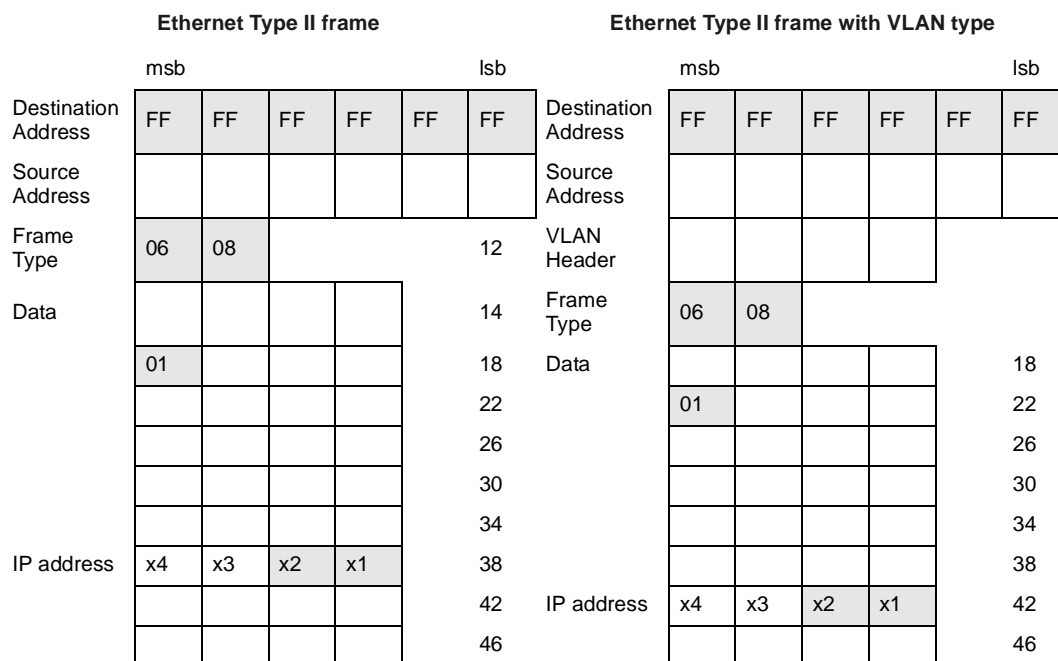 Ethernet Type II frame
msb lsb
Destination Address FF FF FF FF FF FF
Source Address
Frame Type 06 08 12
Data 14
01 18
22
26
30
34
IP address x4 x3 x2 x1 38
42
46
Ethernet Type II frame with VLAN type
msb lsb
Destination Address FF FF FF FF FF FF
Source Address
VLAN Header
Frame Type 06 08
Data 18
01 22
26
30
34
38
IP address x4 x3 x2 x1 42
46